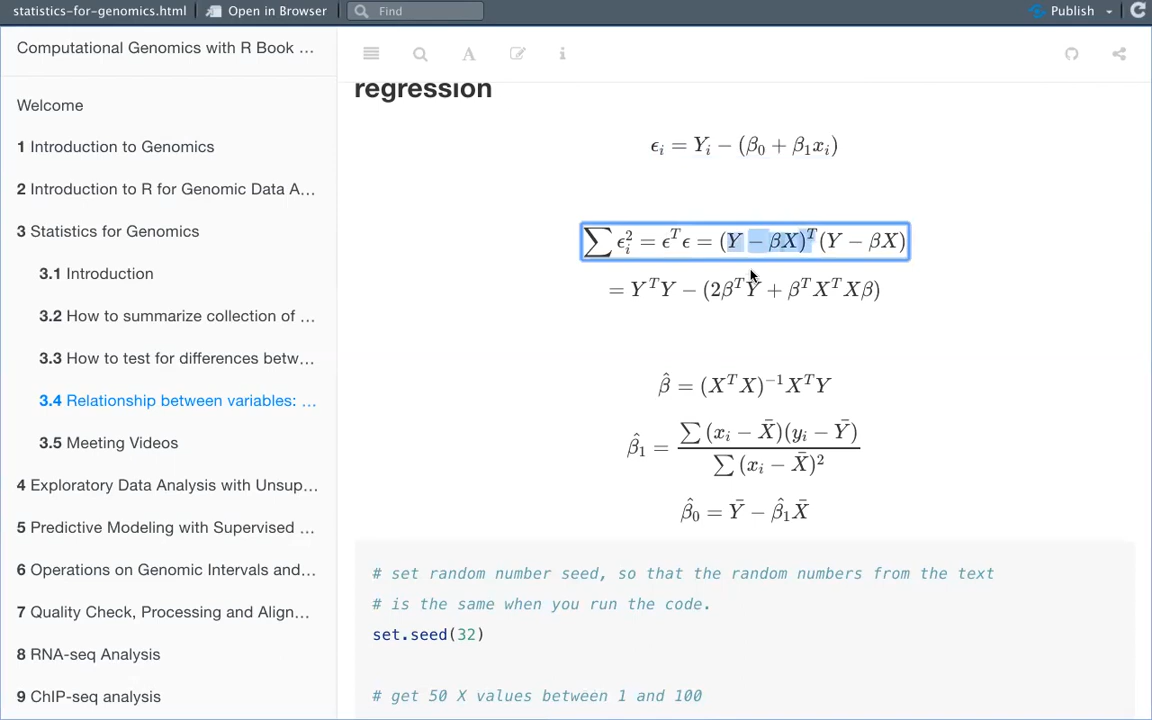 statistics-for-genomics.html Open in Browser Find Publish
Computational Genomics with R Book ...
Welcome
1 Introduction to Genomics
2 Introduction to R for Genomic Data A...
3 Statistics for Genomics
3.1 Introduction
3.2 How to summarize collection of ...
3.3 How to test for differences betw...
3.4 Relationship between variables: ...
3.5 Meeting Videos
4 Exploratory Data Analysis with Unsup...
5 Predictive Modeling with Supervised ...
6 Operations on Genomic Intervals and...
7 Quality Check, Processing and Align...
8 RNA-seq Analysis
9 ChIP-seq analysis
regression
ϵᵢ = Yᵢ − (β₀ + β₁xᵢ)
∑ ϵᵢ² = ϵᵀϵ = (Y − βX)ᵀ(Y − βX)
= YᵀY − (2βᵀY + βᵀXᵀXβ)
β̂ = (XᵀX)⁻¹XᵀY
β̂₁ = ∑(xᵢ − X̄)(yᵢ − Ȳ) / ∑(xᵢ − X̄)²
β̂₀ = Ȳ − β̂₁X̄
# set random number seed, so that the random numbers from the text
# is the same when you run the code.
set.seed(32)
# get 50 X values between 1 and 100